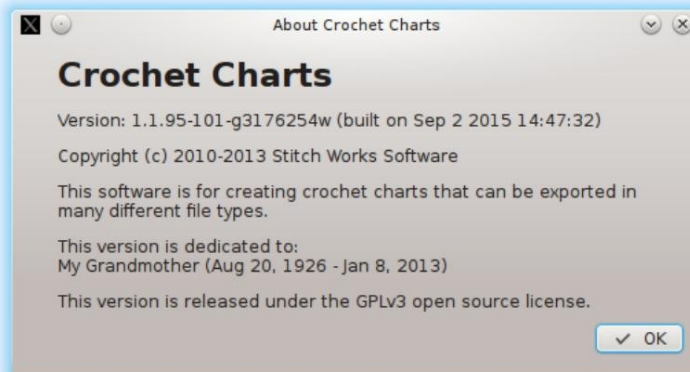 About Crochet Charts
Crochet Charts
Version: 1.1.95-101-g3176254w (built on Sep 2 2015 14:47:32)
Copyright (c) 2010-2013 Stitch Works Software
This software is for creating crochet charts that can be exported in
many different file types.
This version is dedicated to:
My Grandmother (Aug 20, 1926 - Jan 8, 2013)
This version is released under the GPLv3 open source license.
OK